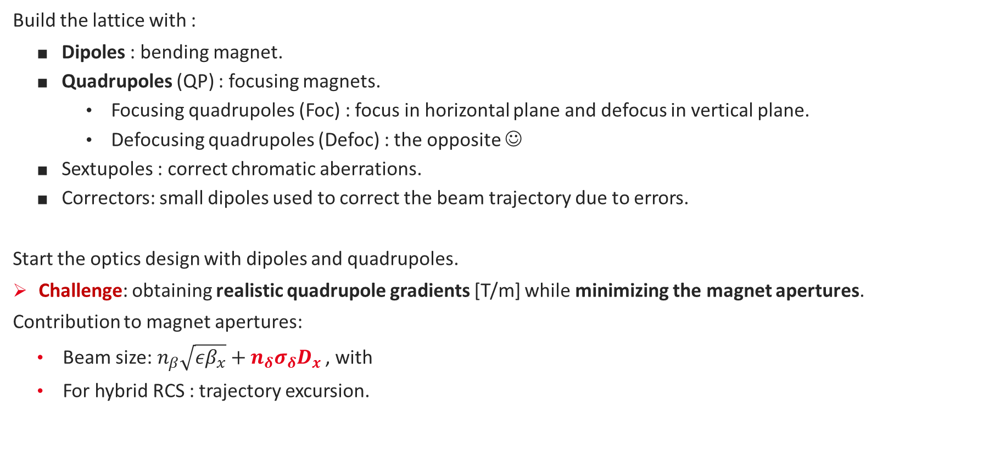 Build the lattice with :
■ Dipoles : bending magnet.
■ Quadrupoles (QP) : focusing magnets.
• Focusing quadrupoles (Foc) : focus in horizontal plane and defocus in vertical plane.
• Defocusing quadrupoles (Defoc) : the opposite ☺
■ Sextupoles : correct chromatic aberrations.
■ Correctors: small dipoles used to correct the beam trajectory due to errors.
Start the optics design with dipoles and quadrupoles.
➢ Challenge: obtaining realistic quadrupole gradients [T/m] while minimizing the magnet apertures.
Contribution to magnet apertures:
• Beam size: $n_\beta\sqrt{\epsilon\beta_x} + n_\delta\sigma_\delta D_x$ , with
• For hybrid RCS : trajectory excursion.